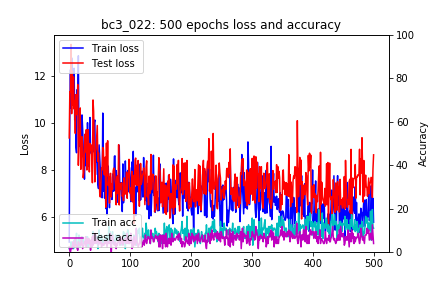 bc3_022: 500 epochs loss and accuracy
Train loss
Test loss
Train acc
Test acc
Loss
12
10
8
6
Accuracy
100
80
60
40
20
0
0
100
200
300
400
500